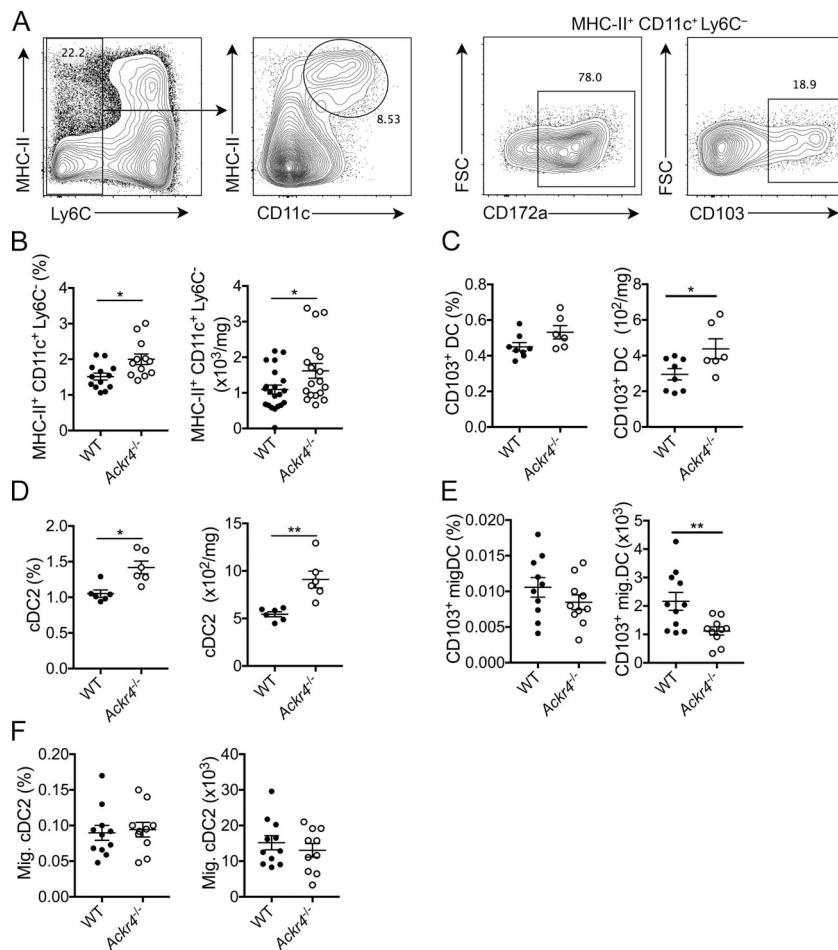 A
MHC-II⁺ CD11c⁺ Ly6C⁻
22.2
8.53
78.0
18.9
MHC-II
MHC-II
FSC
FSC
Ly6C
CD11c
CD172a
CD103
B
MHC-II⁺ CD11c⁺ Ly6C⁻ (%)
4
3
2
1
0
*
WT
Ackr4⁻/⁻
MHC-II⁺ CD11c⁺ Ly6C⁻
(x10³/mg)
4
3
2
1
0
*
WT
Ackr4⁻/⁻
C
CD103⁺ DC (%)
0.8
0.6
0.4
0.2
0.0
WT
Ackr4⁻/⁻
CD103⁺ DC (10²/mg)
8
6
4
2
0
*
WT
Ackr4⁻/⁻
D
cDC2 (%)
2.0
1.5
1.0
0.5
0.0
*
WT
Ackr4⁻/⁻
cDC2 (x10²/mg)
15
10
5
0
**
WT
Ackr4⁻/⁻
E
CD103⁺ migDC (%)
0.020
0.015
0.010
0.005
0.000
WT
Ackr4⁻/⁻
CD103⁺ mig.DC (x10³)
5
4
3
2
1
0
**
WT
Ackr4⁻/⁻
F
Mig. cDC2 (%)
0.20
0.15
0.10
0.05
0.00
WT
Ackr4⁻/⁻
Mig. cDC2 (x10³)
40
30
20
10
0
WT
Ackr4⁻/⁻